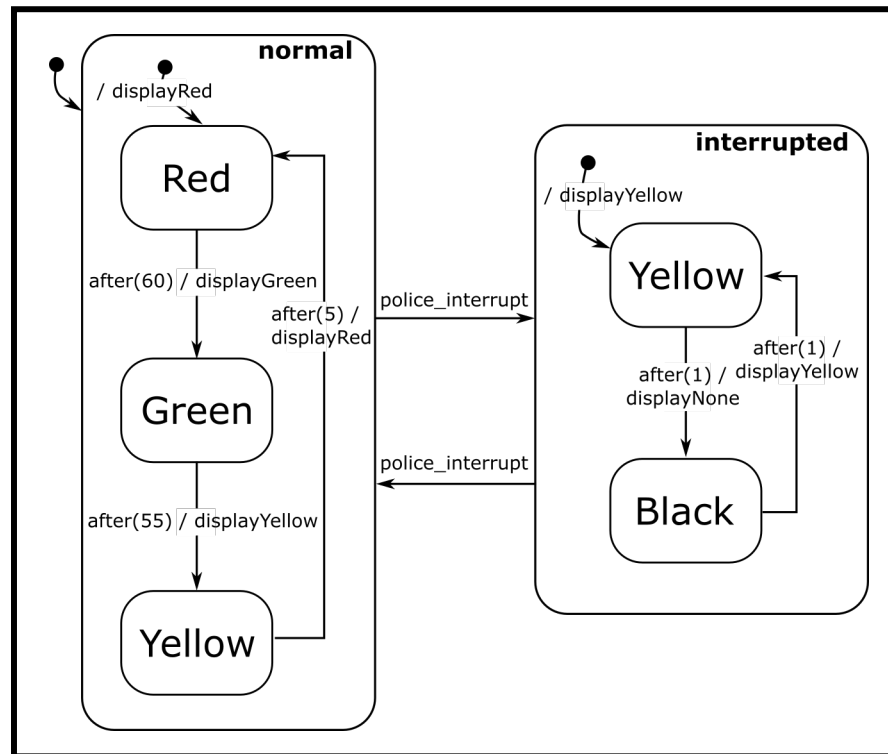 normal
/ displayRed
Red
after(60) / displayGreen
after(5) /
displayRed
Green
after(55) / displayYellow
Yellow
police_interrupt
police_interrupt
interrupted
/ displayYellow
Yellow
after(1) /
displayNone
after(1) /
displayYellow
Black